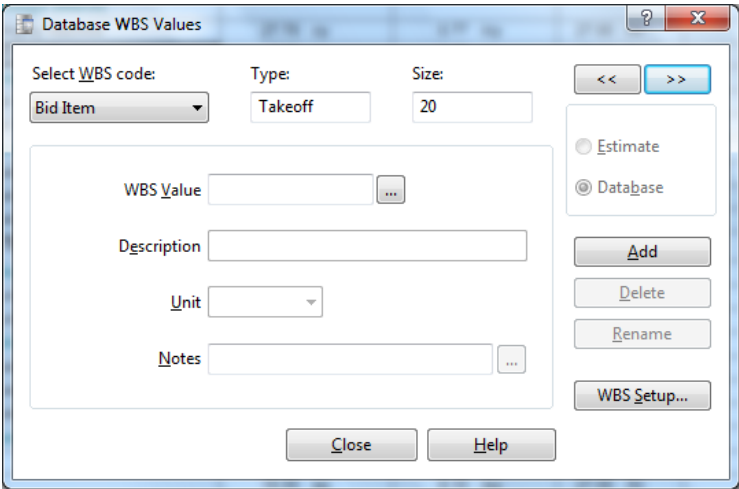 Database WBS Values
?
X
Select WBS code: Type: Size:
Bid Item Takeoff 20
<< >>
Estimate
Database
WBS Value ...
Description
Unit
Notes ...
Add
Delete
Rename
WBS Setup...
Close Help